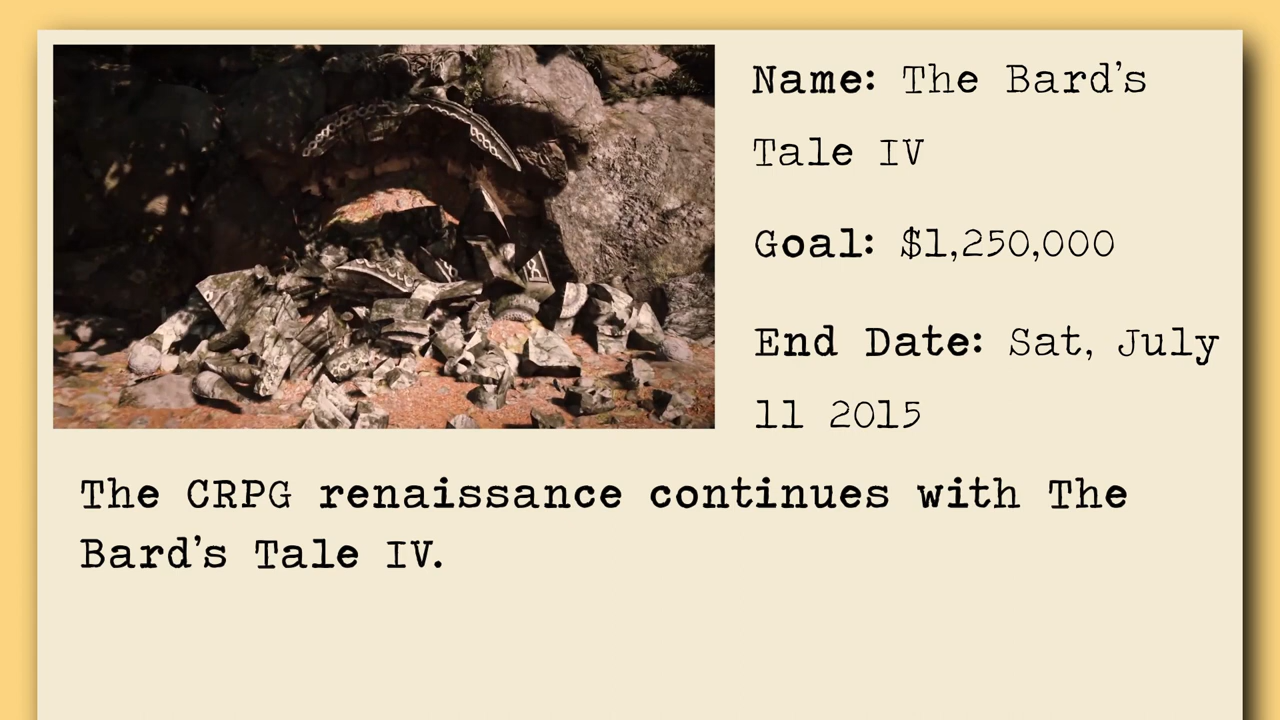 Name: The Bard's
Tale IV
Goal: $1,250,000
End Date: Sat, July
11 2015
The CRPG renaissance continues with The
Bard's Tale IV.